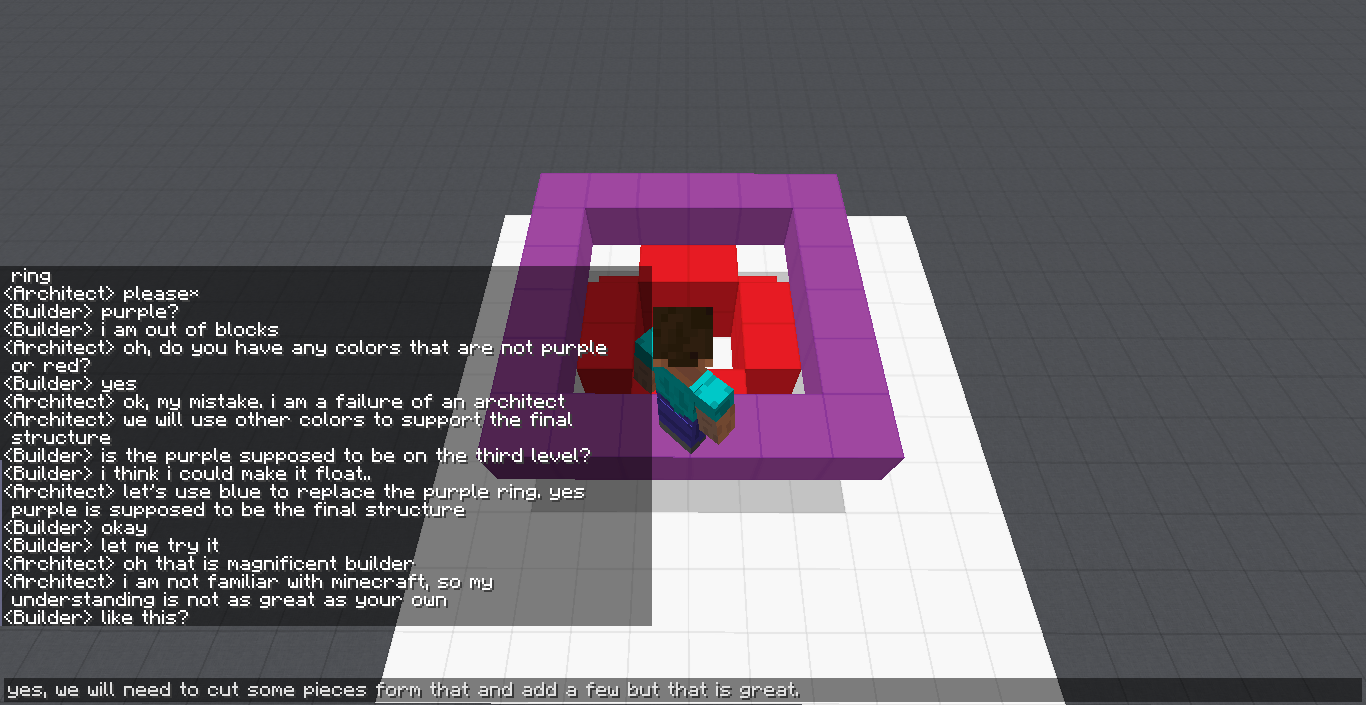 ring
<Architect> please*
<Builder> purple?
<Builder> i am out of blocks
<Architect> oh, do you have any colors that are not purple
or red?
<Builder> yes
<Architect> ok, my mistake. i am a failure of an architect
<Architect> we will use other colors to support the final
structure
<Builder> is the purple supposed to be on the third level?
<Builder> i think i could make it float..
<Architect> let's use blue to replace the purple ring. yes
purple is supposed to be the final structure
<Builder> okay
<Builder> let me try it
<Architect> oh that is magnificent builder
<Architect> i am not familiar with minecraft, so my
understanding is not as great as your own
<Builder> like this?
yes, we will need to cut some pieces form that and add a few but that is great.